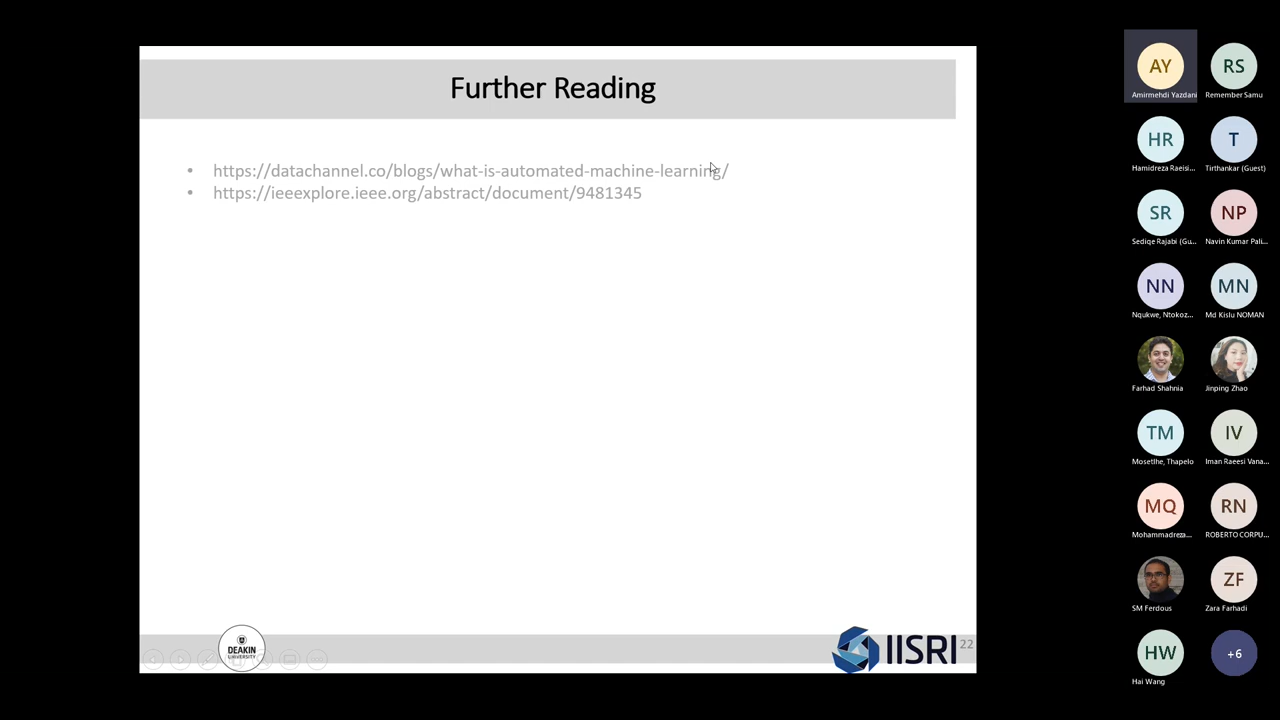 Further Reading
• https://datachannel.co/blogs/what-is-automated-machine-learning/
• https://ieeexplore.ieee.org/abstract/document/9481345
DEAKIN
UNIVERSITY
IISRI
22
AY
Amirmehdi Yazdani
RS
Remember Samu
HR
Hamidreza Raeisi...
T
Tirthankar (Guest)
SR
Sediqe Rajabi (Gu...
NP
Navin Kumar Pali...
NN
Nqukwe, Ntokoz...
MN
Md Kislu NOMAN
Farhad Shahnia
Jinping Zhao
TM
Mosetlhe, Thapelo
IV
Iman Raeesi Vana...
MQ
Mohammadreza...
RN
ROBERTO CORPU...
SM Ferdous
ZF
Zara Farhadi
HW
Hai Wang
+6